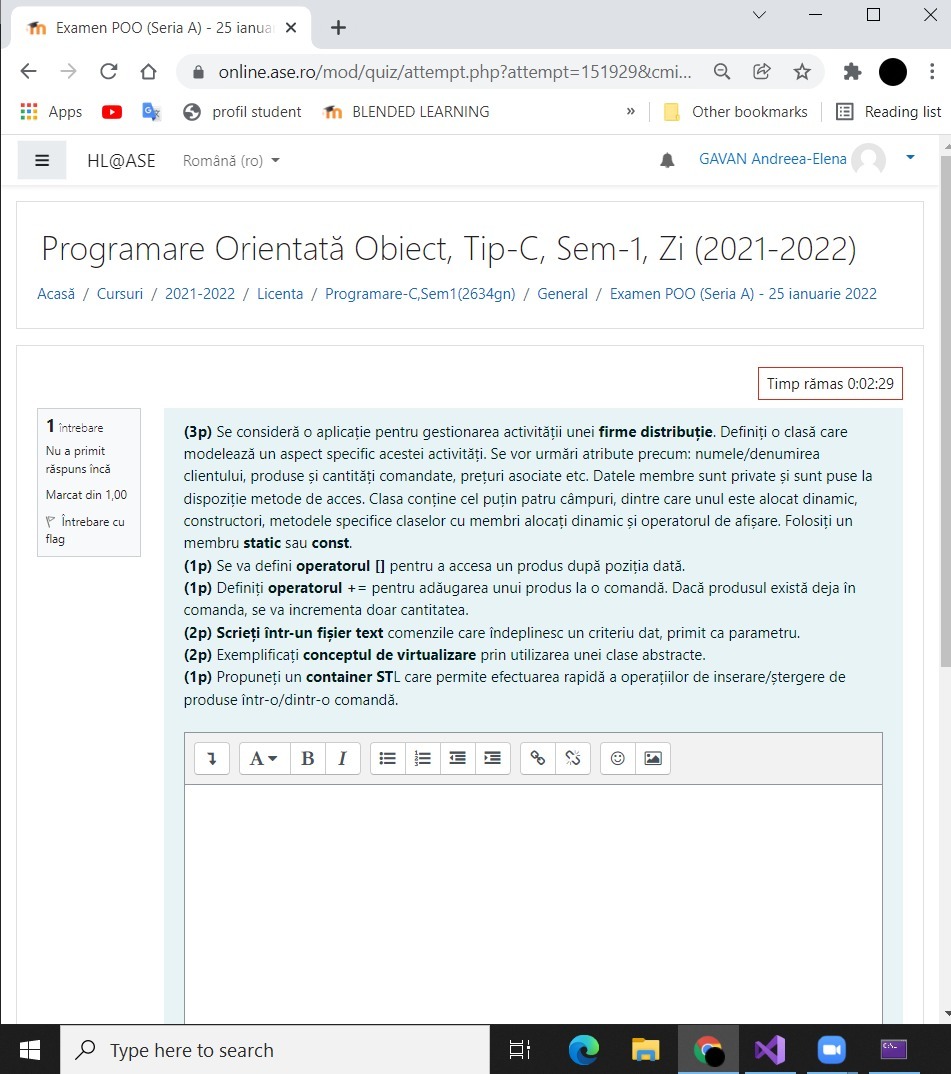 Examen POO (Seria A) - 25 ianua
online.ase.ro/mod/quiz/attempt.php?attempt=151929&cmi...
Apps profil student BLENDED LEARNING » Other bookmarks Reading list
HL@ASE Română (ro) GAVAN Andreea-Elena
Programare Orientată Obiect, Tip-C, Sem-1, Zi (2021-2022)
Acasă / Cursuri / 2021-2022 / Licenta / Programare-C,Sem1(2634gn) / General / Examen POO (Seria A) - 25 ianuarie 2022
Timp rămas 0:02:29
1 întrebare
Nu a primit
răspuns încă
Marcat din 1,00
Întrebare cu
flag
(3p) Se consideră o aplicație pentru gestionarea activității unei firme distribuție. Definiți o clasă care
modelează un aspect specific acestei activități. Se vor urmări atribute precum: numele/denumirea
clientului, produse și cantități comandate, prețuri asociate etc. Datele membre sunt private și sunt puse la
dispoziție metode de acces. Clasa conține cel puțin patru câmpuri, dintre care unul este alocat dinamic,
constructori, metodele specifice claselor cu membri alocați dinamic și operatorul de afișare. Folosiți un
membru static sau const.
(1p) Se va defini operatorul [] pentru a accesa un produs după poziția dată.
(1p) Definiți operatorul += pentru adăugarea unui produs la o comandă. Dacă produsul există deja în
comanda, se va incrementa doar cantitatea.
(2p) Scrieți într-un fișier text comenzile care îndeplinesc un criteriu dat, primit ca parametru.
(2p) Exemplificați conceptul de virtualizare prin utilizarea unei clase abstracte.
(1p) Propuneți un container STL care permite efectuarea rapidă a operațiilor de inserare/ștergere de
produse într-o/dintr-o comandă.
A B I
Type here to search